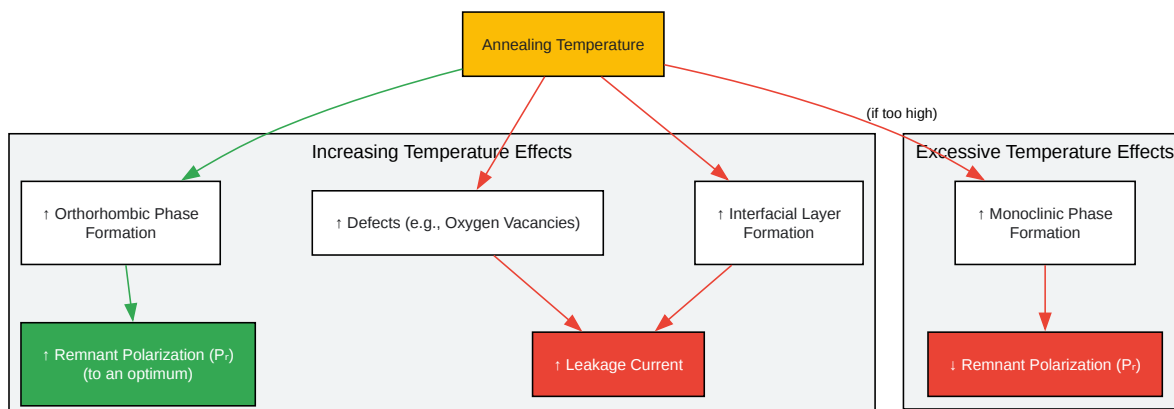 Annealing Temperature
(if too high)
Increasing Temperature Effects
Excessive Temperature Effects
↑ Orthorhombic Phase
Formation
↑ Defects (e.g., Oxygen Vacancies)
↑ Interfacial Layer
Formation
↑ Monoclinic Phase
Formation
↑ Remnant Polarization (Pᵣ)
(to an optimum)
↑ Leakage Current
↓ Remnant Polarization (Pᵣ)